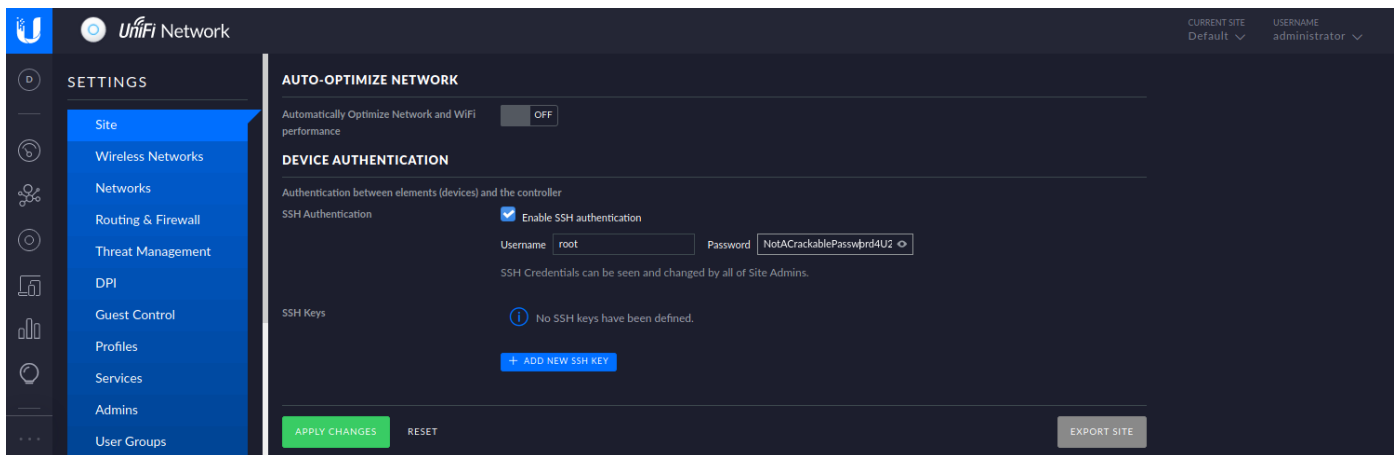 UniFi Network
CURRENT SITE
Default
USERNAME
administrator
D
SETTINGS
Site
Wireless Networks
Networks
Routing & Firewall
Threat Management
DPI
Guest Control
Profiles
Services
Admins
User Groups
AUTO-OPTIMIZE NETWORK
Automatically Optimize Network and WiFi
performance
OFF
DEVICE AUTHENTICATION
Authentication between elements (devices) and the controller
SSH Authentication
Enable SSH authentication
Username root Password NotACrackablePassword4U2
SSH Credentials can be seen and changed by all of Site Admins.
SSH Keys
No SSH keys have been defined.
+ ADD NEW SSH KEY
APPLY CHANGES RESET EXPORT SITE